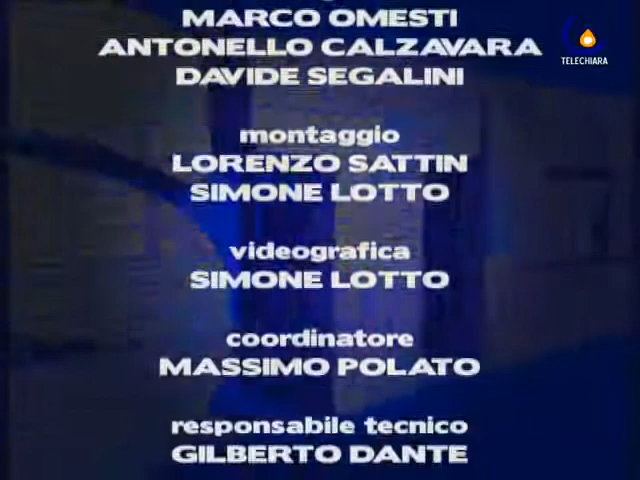 MARCO OMESTI
ANTONELLO CALZAVARA
DAVIDE SEGALINI
montaggio
LORENZO SATTIN
SIMONE LOTTO
videografica
SIMONE LOTTO
coordinatore
MASSIMO POLATO
responsabile tecnico
GILBERTO DANTE
TELECHIARA